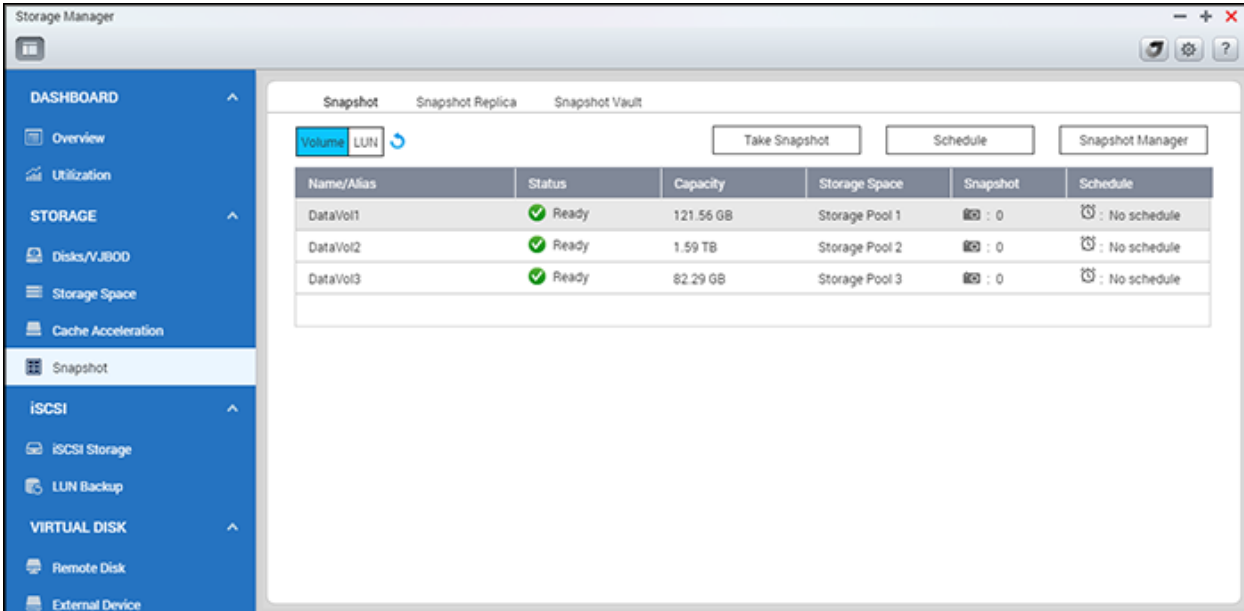 Storage Manager
?
DASHBOARD
Overview
Utilization
STORAGE
Disks/VJBOD
Storage Space
Cache Acceleration
Snapshot
iSCSI
iSCSI Storage
LUN Backup
VIRTUAL DISK
Remote Disk
External Device
Snapshot Snapshot Replica Snapshot Vault
Volume LUN Take Snapshot Schedule Snapshot Manager
Name/Alias Status Capacity Storage Space Snapshot Schedule
DataVol1 Ready 121.56 GB Storage Pool 1 : 0 : No schedule
DataVol2 Ready 1.59 TB Storage Pool 2 : 0 : No schedule
DataVol3 Ready 82.29 GB Storage Pool 3 : 0 : No schedule